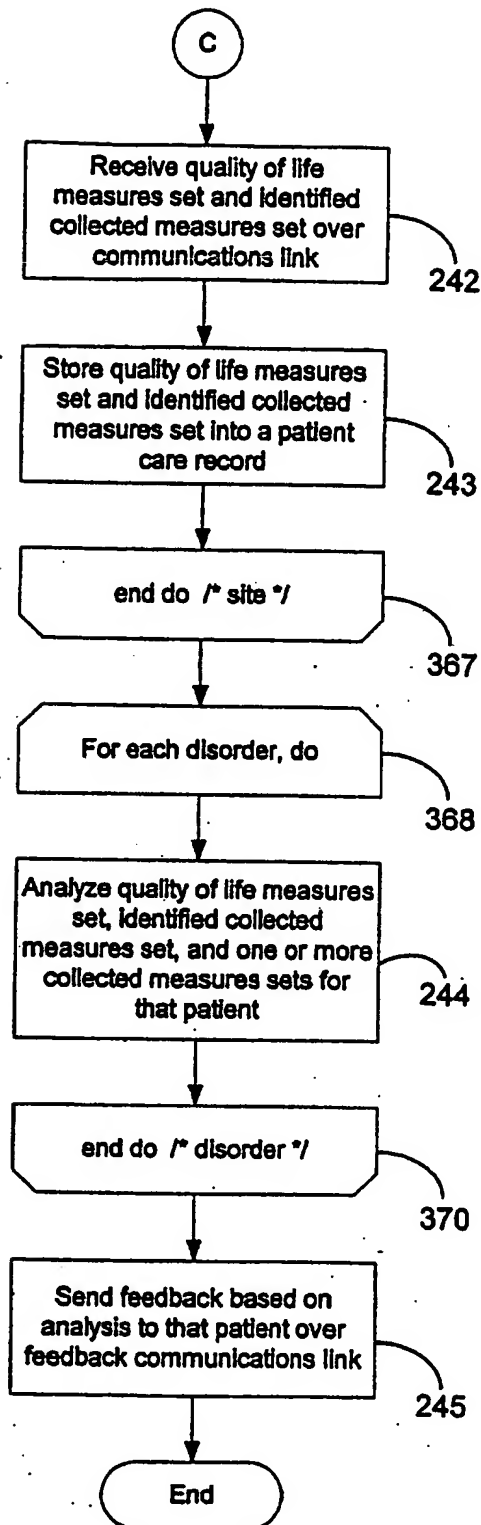 C
Receive quality of life
measures set and identified
collected measures set over
communications link
242
Store quality of life measures
set and identified collected
measures set into a patient
care record
243
end do /* site */
367
For each disorder, do
368
Analyze quality of life measures
set, identified collected
measures set, and one or more
collected measures sets for
that patient
244
end do /* disorder */
370
Send feedback based on
analysis to that patient over
feedback communications link
245
End